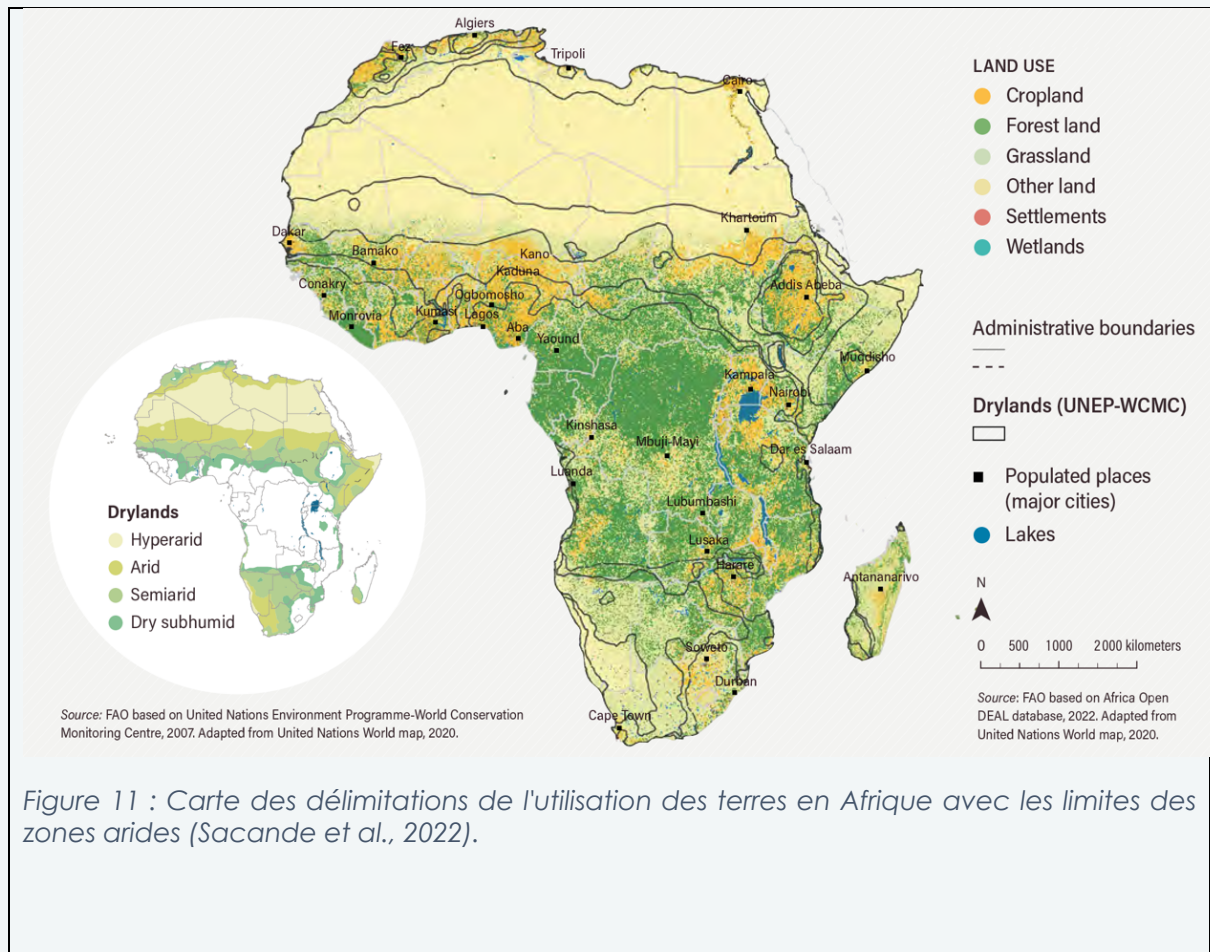 Algiers
Fez
Tripoli
Cairo
Dakar
Bamako
Kano
Khartoum
Kaduna
Conakry
Ogbomosho
Addis Abeba
Monrovia
Kumasi
Lagos
Aba
Yaound
Muqdisho
Kampala
Nairobi
Kinshasa
Mbuji-Mayi
Dar es Salaam
Luanda
Lubumbashi
Lusaka
Harare
Antananarivo
Soweto
Durban
Cape Town
LAND USE
Cropland
Forest land
Grassland
Other land
Settlements
Wetlands
Administrative boundaries
Drylands (UNEP-WCMC)
Populated places
(major cities)
Lakes
N
0 500 1000 2000 kilometers
Source: FAO based on Africa Open
DEAL database, 2022. Adapted from
United Nations World map, 2020.
Drylands
Hyperarid
Arid
Semiarid
Dry subhumid
Source: FAO based on United Nations Environment Programme-World Conservation
Monitoring Centre, 2007. Adapted from United Nations World map, 2020.
Figure 11 : Carte des délimitations de l'utilisation des terres en Afrique avec les limites des
zones arides (Sacande et al., 2022).